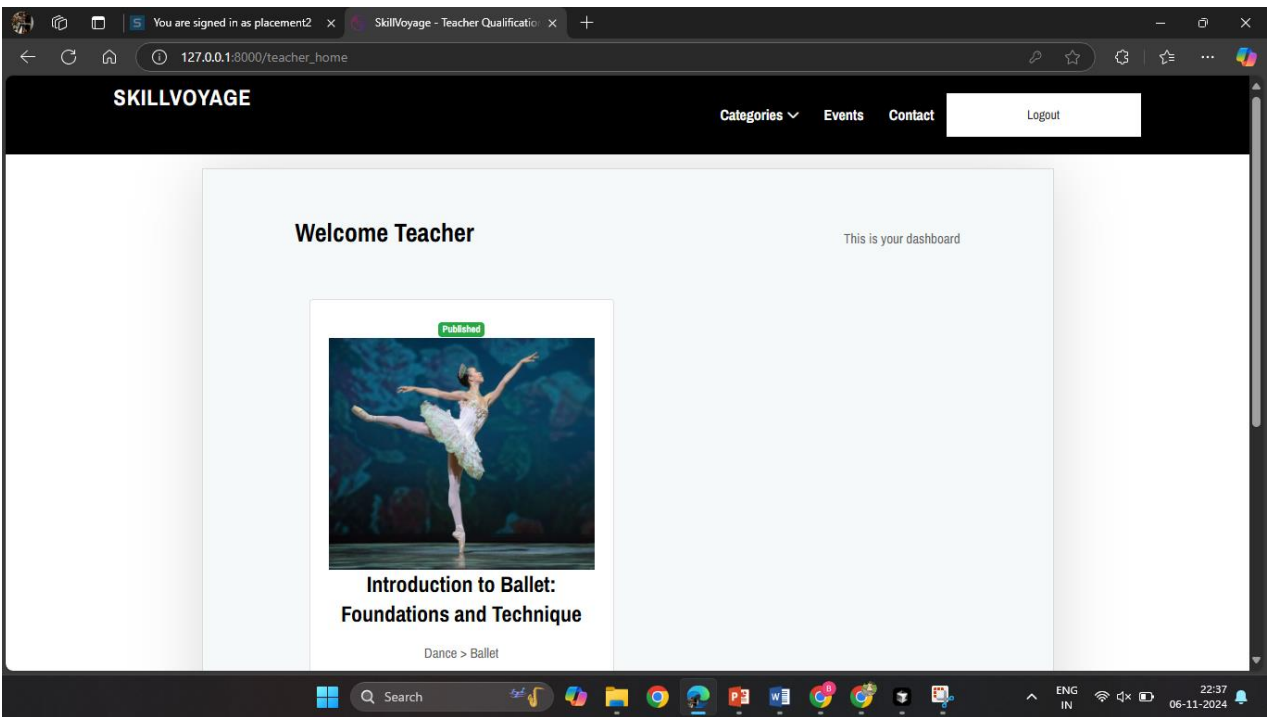 You are signed in as placement2
SkillVoyage - Teacher Qualificatio
127.0.0.1:8000/teacher_home
SKILLVOYAGE
Categories Events Contact Logout
Welcome Teacher
This is your dashboard
Published
Introduction to Ballet:
Foundations and Technique
Dance > Ballet
Search
ENG
IN
22:37
06-11-2024